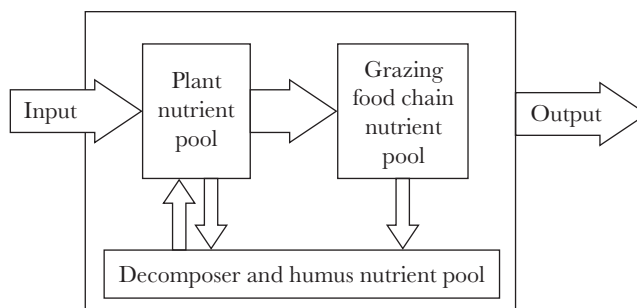 Input
Plant
nutrient
pool
Grazing
food chain
nutrient
pool
Output
Decomposer and humus nutrient pool